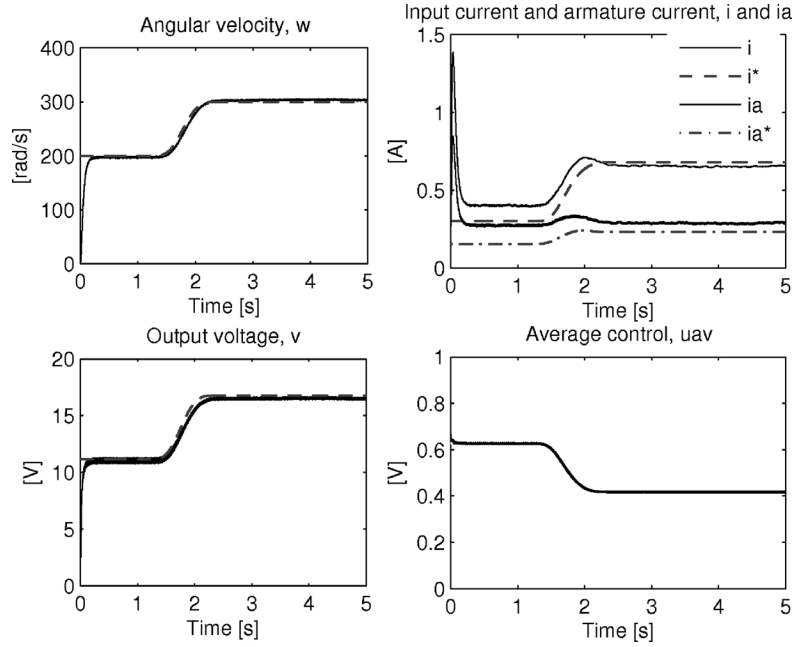 Angular velocity, w
400
300
200
100
0
[rad/s]
0 1 2 3 4 5
Time [s]
Input current and armature current, i and ia
1.5
1
0.5
0
[A]
i
i*
ia
ia*
0 1 2 3 4 5
Time [s]
Output voltage, v
20
15
10
5
0
[V]
0 1 2 3 4 5
Time [s]
Average control, uav
1
0.8
0.6
0.4
0.2
0
[V]
0 1 2 3 4 5
Time [s]